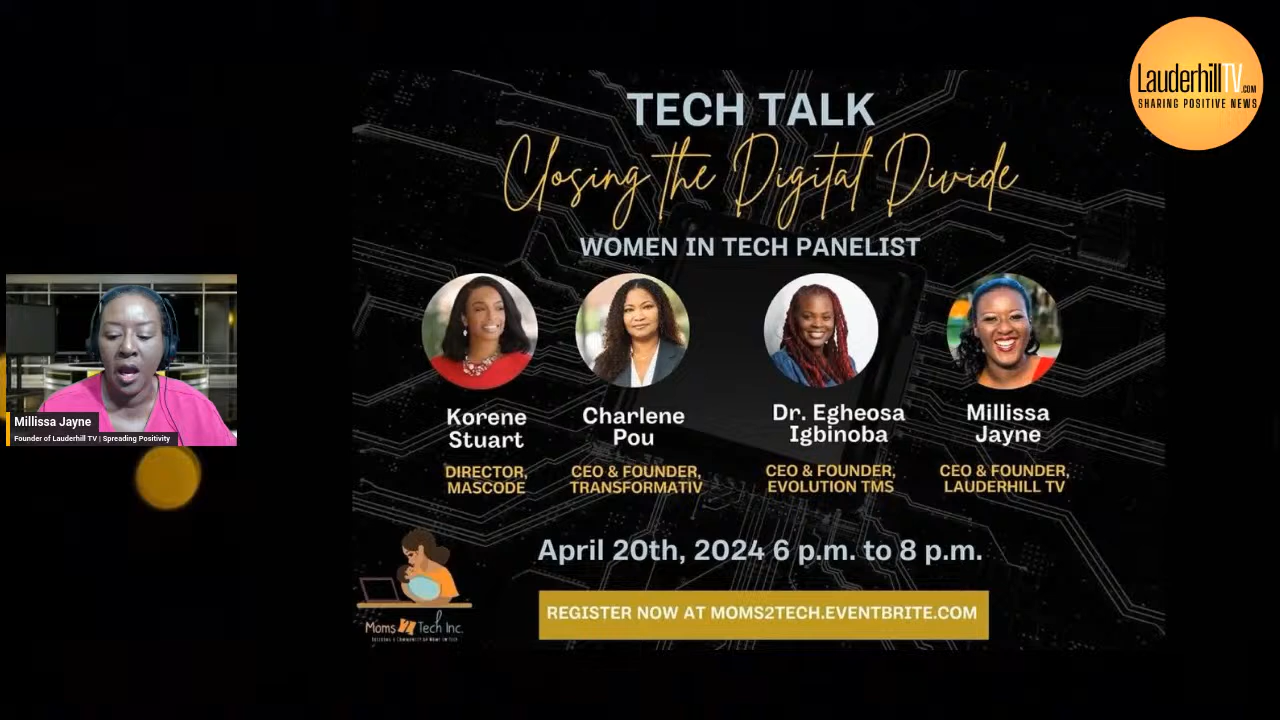 LauderhillTV.com
SHARING POSITIVE NEWS
TECH TALK
Closing the Digital Divide
WOMEN IN TECH PANELIST
Korene
Stuart
DIRECTOR,
MASCODE
Charlene
Pou
CEO & FOUNDER,
TRANSFORMATIV
Dr. Egheosa
Igbinoba
CEO & FOUNDER,
EVOLUTION TMS
Millissa
Jayne
CEO & FOUNDER,
LAUDERHILL TV
Millissa Jayne
Founder of Lauderhill TV | Spreading Positivity
April 20th, 2024 6 p.m. to 8 p.m.
REGISTER NOW AT MOMS2TECH.EVENTBRITE.COM
Moms 2 Tech Inc.